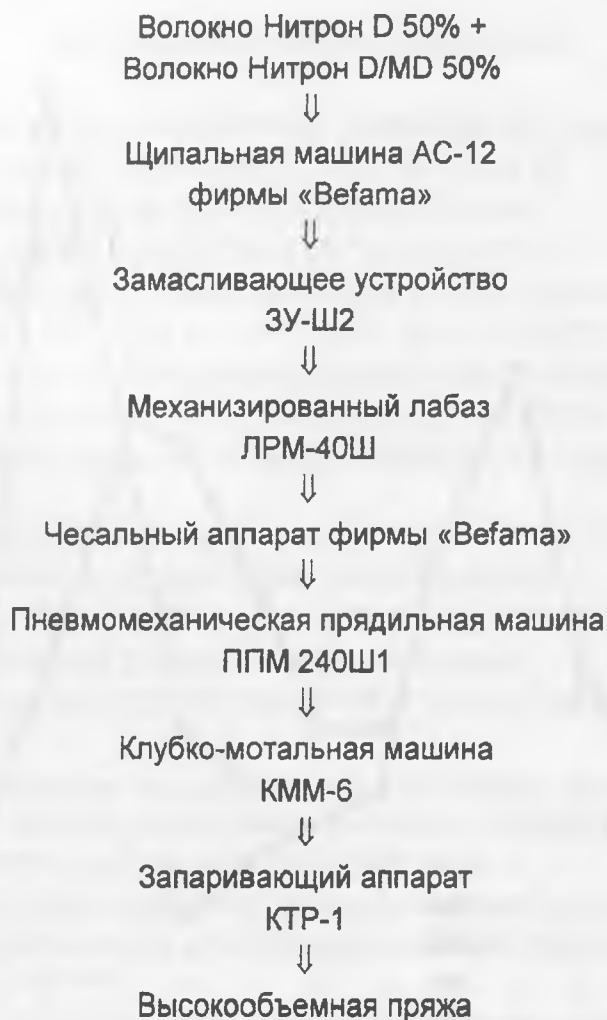 Волокно Нитрон D 50% +
Волокно Нитрон D/MD 50%
⇓
Щипальная машина АС-12
фирмы «Befama»
⇓
Замасливающее устройство
ЗУ-Ш2
⇓
Механизированный лабаз
ЛРМ-40Ш
⇓
Чесальный аппарат фирмы «Befama»
⇓
Пневмомеханическая прядильная машина
ППМ 240Ш1
⇓
Клубко-мотальная машина
КММ-6
⇓
Запаривающий аппарат
КТР-1
⇓
Высокообъемная пряжа